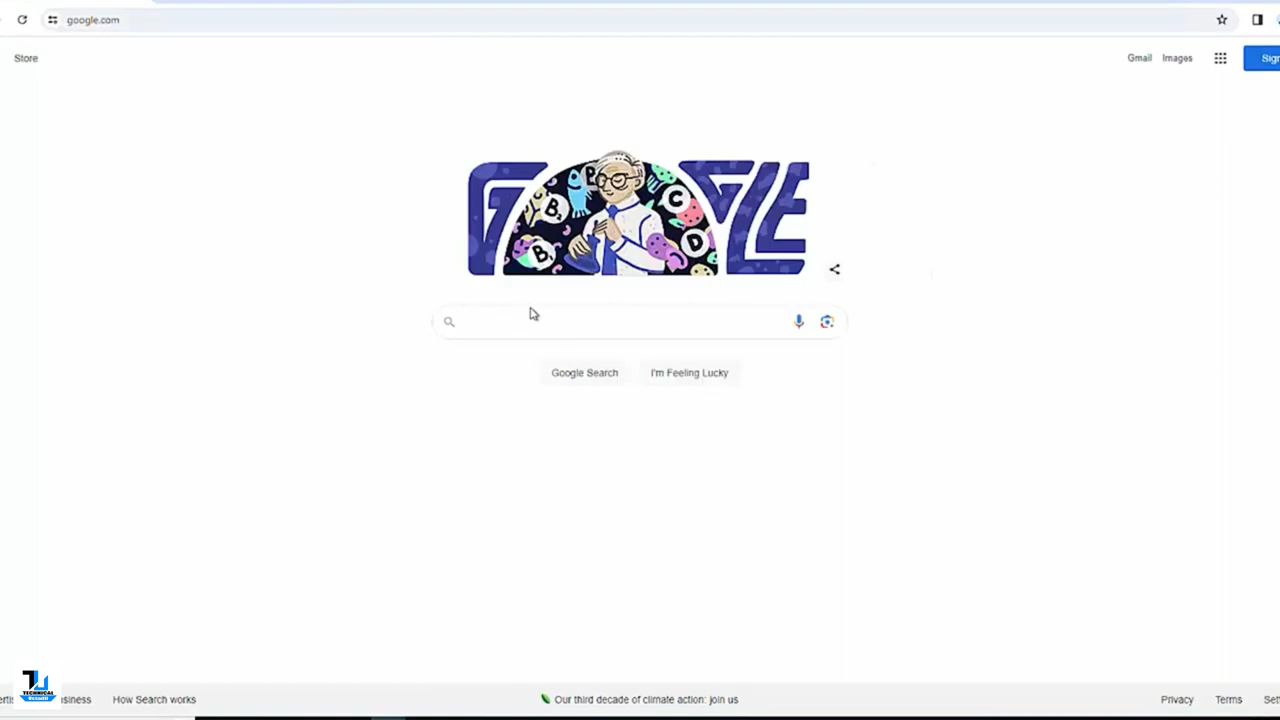 google.com
Store
Gmail Images
B
B
C
D
B
Google Search I'm Feeling Lucky
TECHNICAL
How Search works Our third decade of climate action: join us Privacy Terms